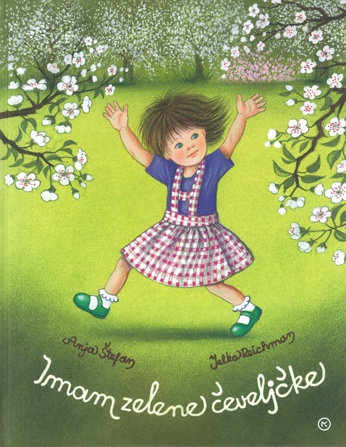 Anja Štefan
Jelka Reichman
Imam zelene čeveljčke
M